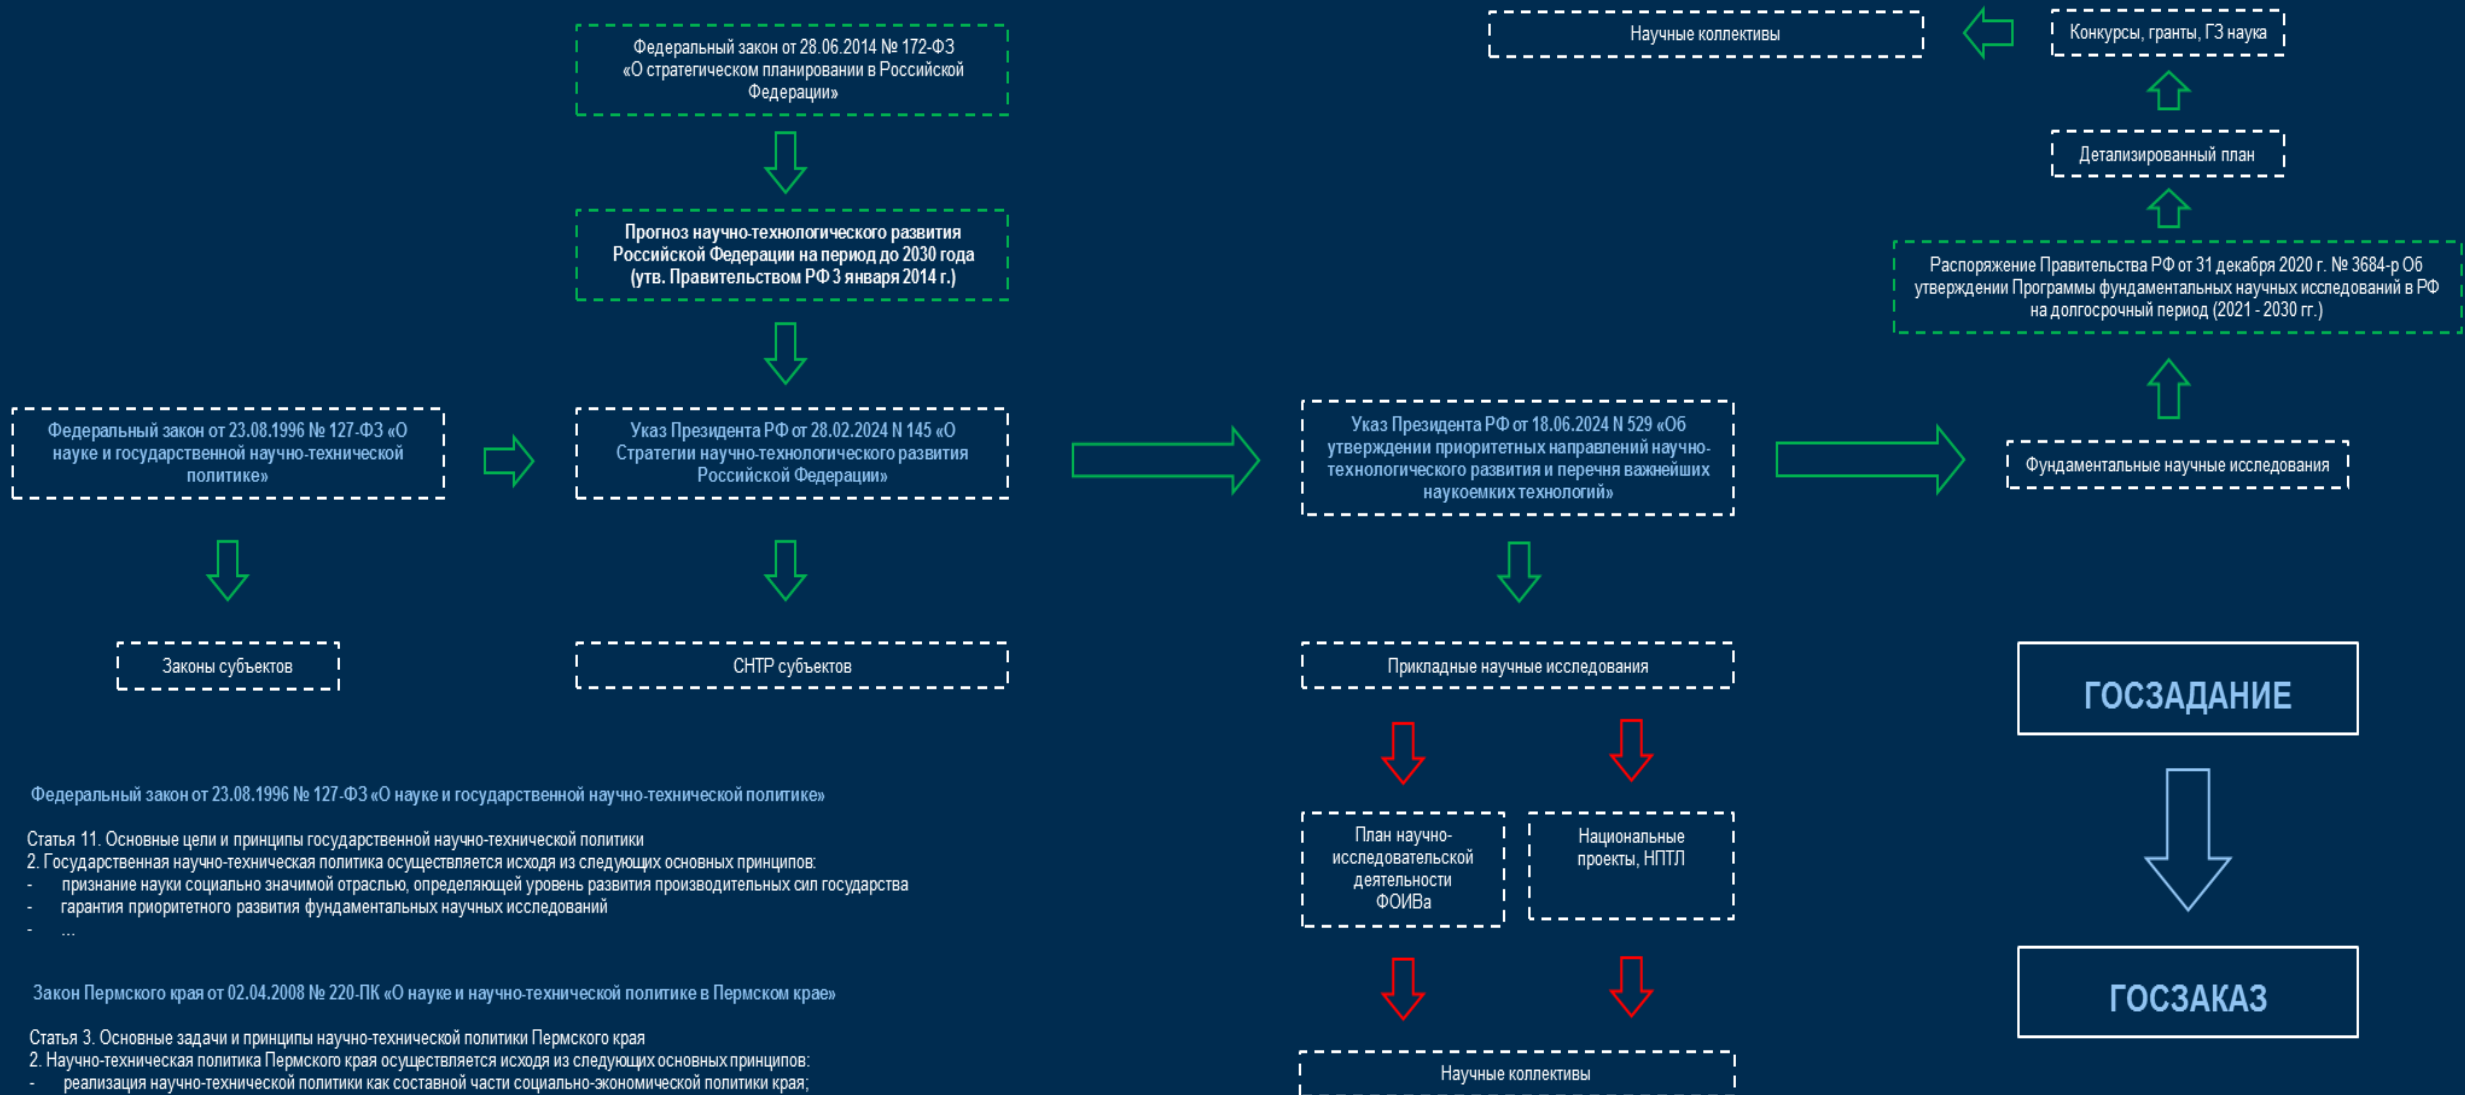 Федеральный закон от 28.06.2014 № 172-ФЗ
«О стратегическом планировании в Российской
Федерации»
Научные коллективы
Конкурсы, гранты, ГЗ наука
Детализированный план
Прогноз научно-технологического развития
Российской Федерации на период до 2030 года
(утв. Правительством РФ 3 января 2014 г.)
Распоряжение Правительства РФ от 31 декабря 2020 г. № 3684-р Об
утверждении Программы фундаментальных научных исследований в РФ
на долгосрочный период (2021 - 2030 гг.)
Федеральный закон от 23.08.1996 № 127-ФЗ «О
науке и государственной научно-технической
политике»
Указ Президента РФ от 28.02.2024 N 145 «О
Стратегии научно-технологического развития
Российской Федерации»
Указ Президента РФ от 18.06.2024 N 529 «Об
утверждении приоритетных направлений научно-
технологического развития и перечня важнейших
наукоемких технологий»
Фундаментальные научные исследования
Законы субъектов
СНТР субъектов
Прикладные научные исследования
ГОСЗАДАНИЕ
Федеральный закон от 23.08.1996 № 127-ФЗ «О науке и государственной научно-технической политике»
Статья 11. Основные цели и принципы государственной научно-технической политики
2. Государственная научно-техническая политика осуществляется исходя из следующих основных принципов:
- признание науки социально значимой отраслью, определяющей уровень развития производительных сил государства
- гарантия приоритетного развития фундаментальных научных исследований
- ...
План научно-
исследовательской
деятельности
ФОИВа
Национальные
проекты, НПТЛ
ГОСЗАКАЗ
Закон Пермского края от 02.04.2008 № 220-ПК «О науке и научно-технической политике в Пермском крае»
Статья 3. Основные задачи и принципы научно-технической политики Пермского края
2. Научно-техническая политика Пермского края осуществляется исходя из следующих основных принципов:
- реализация научно-технической политики как составной части социально-экономической политики края;
Научные коллективы